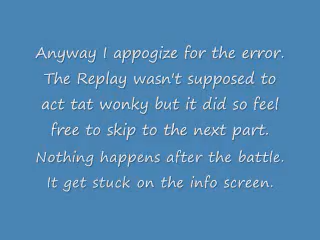 Anyway I appogize for the error.
The Replay wasn't supposed to
act tat wonky but it did so feel
free to skip to the next part.
Nothing happens after the battle.
It get stuck on the info screen.